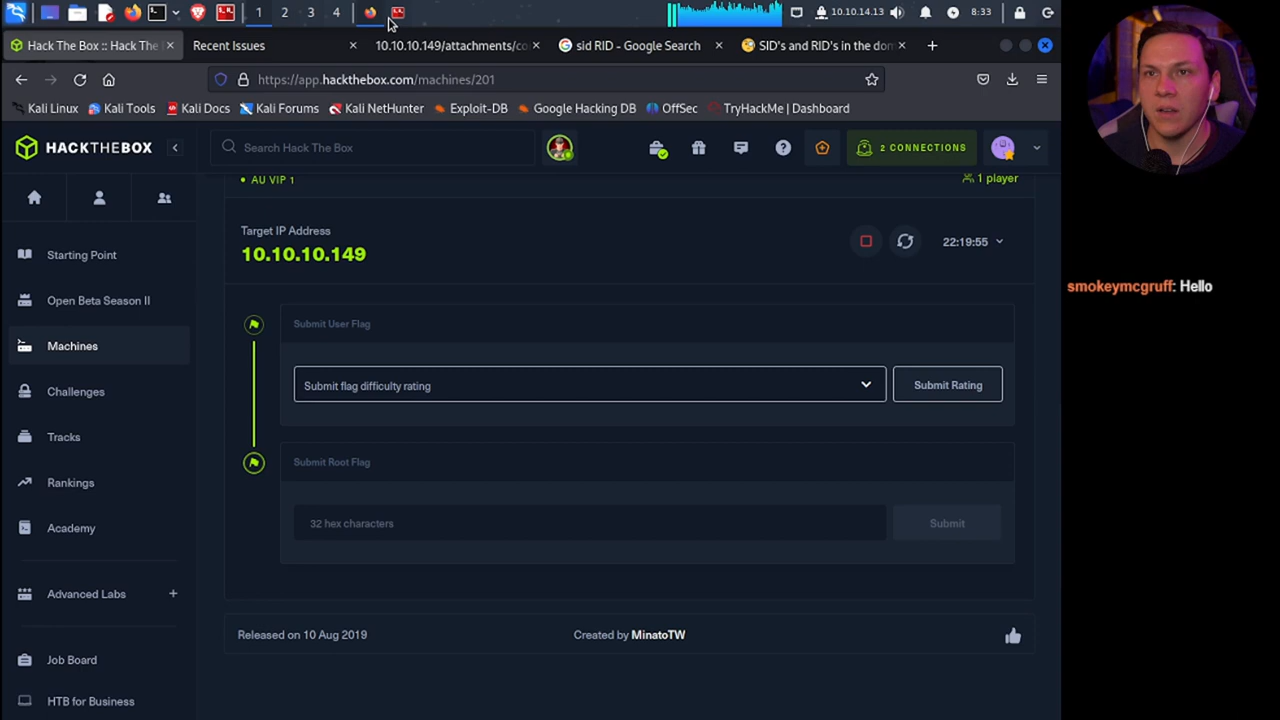 1 2 3 4 10.10.14.13 8:33
Hack The Box :: Hack The Recent Issues 10.10.10.149/attachments/co sid RID - Google Search SID's and RID's in the don
https://app.hackthebox.com/machines/201
Kali Linux Kali Tools Kali Docs Kali Forums Kali NetHunter Exploit-DB Google Hacking DB OffSec TryHackMe | Dashboard
HACKTHEBOX Search Hack The Box 2 CONNECTIONS
• AU VIP 1 1 player
Target IP Address
10.10.10.149 22:19:55
Starting Point
Open Beta Season II
Machines
Challenges
Tracks
Rankings
Academy
Advanced Labs +
Job Board
HTB for Business
Submit User Flag
Submit flag difficulty rating Submit Rating
Submit Root Flag
32 hex characters Submit
Released on 10 Aug 2019 Created by MinatoTW
smokeymcgruff: Hello